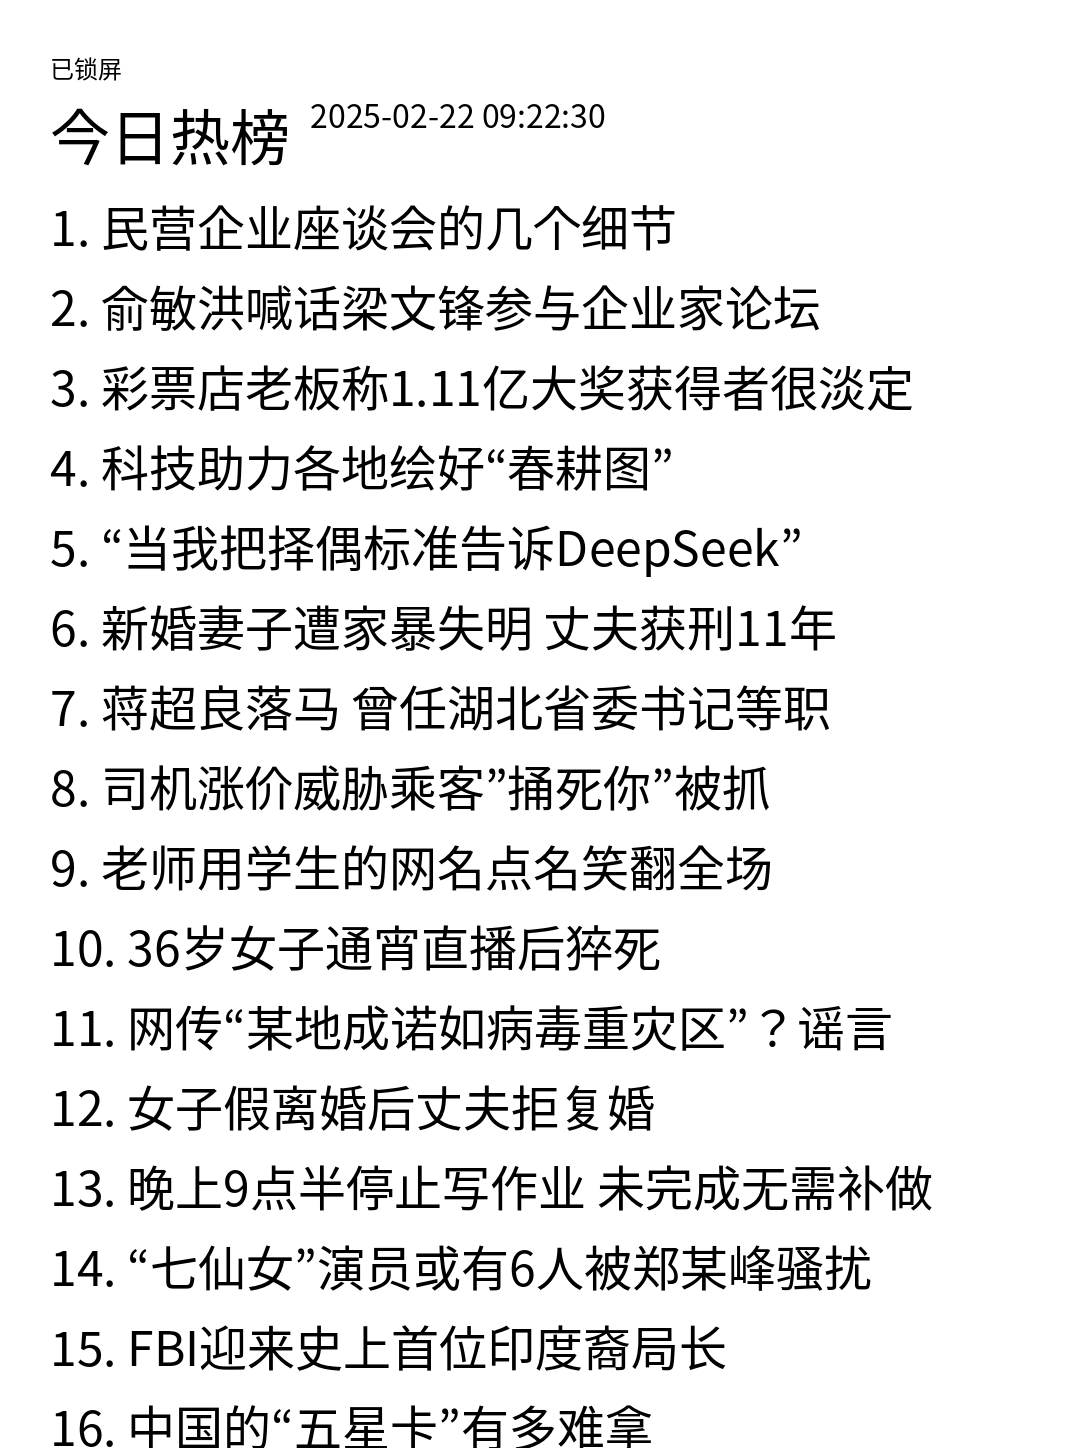 已锁屏
今日热榜 2025-02-22 09:22:30
1. 民营企业座谈会的几个细节
2. 俞敏洪喊话梁文锋参与企业家论坛
3. 彩票店老板称1.11亿大奖获得者很淡定
4. 科技助力各地绘好“春耕图”
5. “当我把择偶标准告诉DeepSeek”
6. 新婚妻子遭家暴失明 丈夫获刑11年
7. 蒋超良落马 曾任湖北省委书记等职
8. 司机涨价威胁乘客”捅死你”被抓
9. 老师用学生的网名点名笑翻全场
10. 36岁女子通宵直播后猝死
11. 网传“某地成诺如病毒重灾区”？谣言
12. 女子假离婚后丈夫拒复婚
13. 晚上9点半停止写作业 未完成无需补做
14. “七仙女”演员或有6人被郑某峰骚扰
15. FBI迎来史上首位印度裔局长
16. 中国的“五星卡”有多难拿